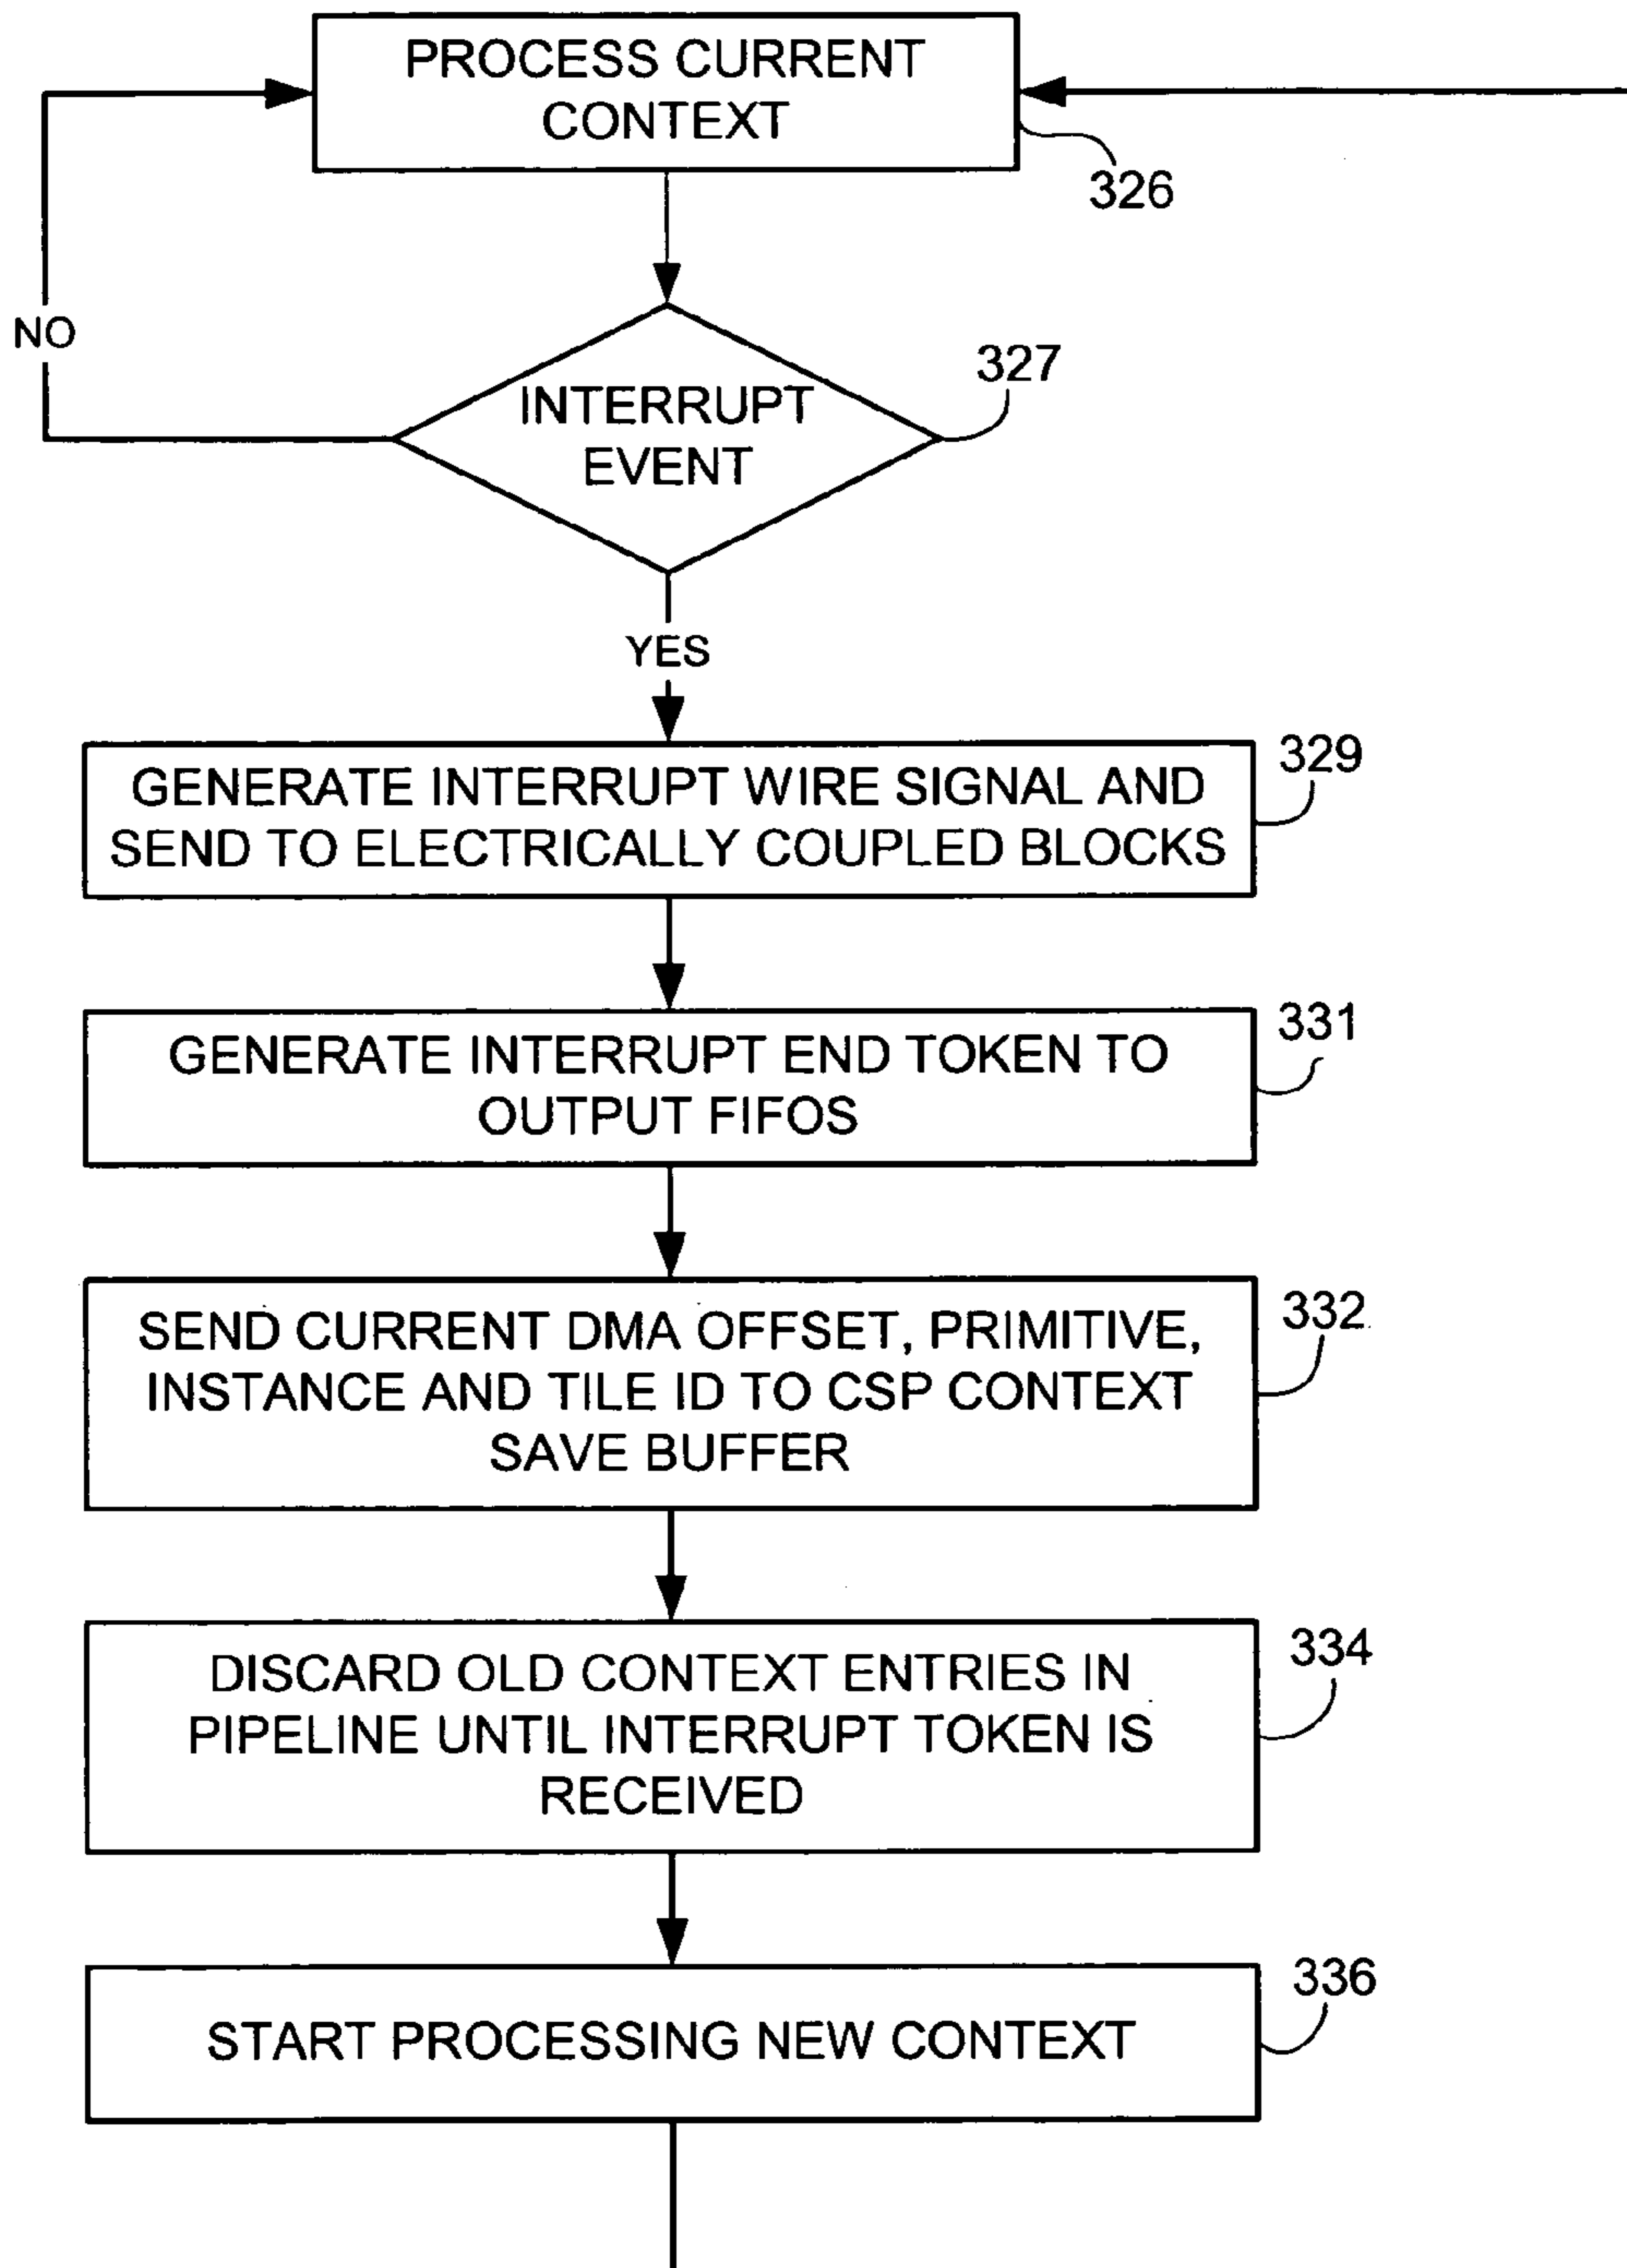 PROCESS CURRENT
CONTEXT
326
NO
327
INTERRUPT
EVENT
YES
329
GENERATE INTERRUPT WIRE SIGNAL AND
SEND TO ELECTRICALLY COUPLED BLOCKS
331
GENERATE INTERRUPT END TOKEN TO
OUTPUT FIFOS
332
SEND CURRENT DMA OFFSET, PRIMITIVE,
INSTANCE AND TILE ID TO CSP CONTEXT
SAVE BUFFER
334
DISCARD OLD CONTEXT ENTRIES IN
PIPELINE UNTIL INTERRUPT TOKEN IS
RECEIVED
336
START PROCESSING NEW CONTEXT